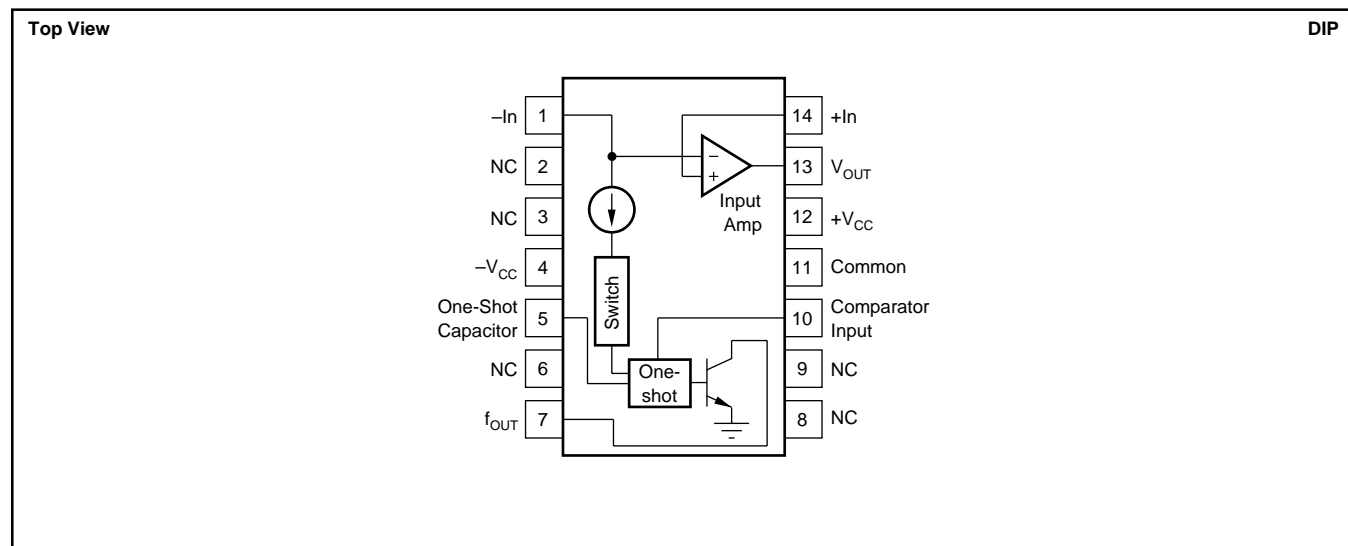 Top View
DIP
–In 1
NC 2
NC 3
–VCC 4
One-Shot
Capacitor 5
NC 6
fOUT 7
14 +In
13 VOUT
12 +VCC
11 Common
10 Comparator
Input
9 NC
8 NC
–
+
Input
Amp
Switch
One-
shot